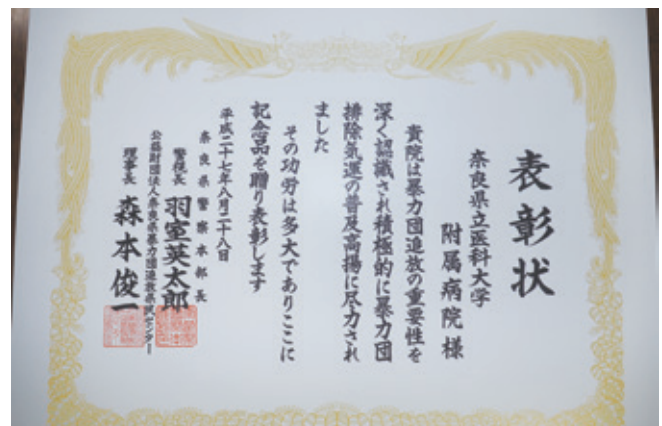 表彰状
奈良県立医科大学
附属病院様
貴院は暴力団追放の重要性を
深く認識され積極的に暴力団
排除気運の普及高揚に尽力され
ました
その功労は多大でありここに
記念品を贈り表彰します
平成二十七年八月二十八日
奈良県警察本部長
警視長 羽室英太郎
公益財団法人奈良県暴力団追放県民センター
理事長 森本俊一